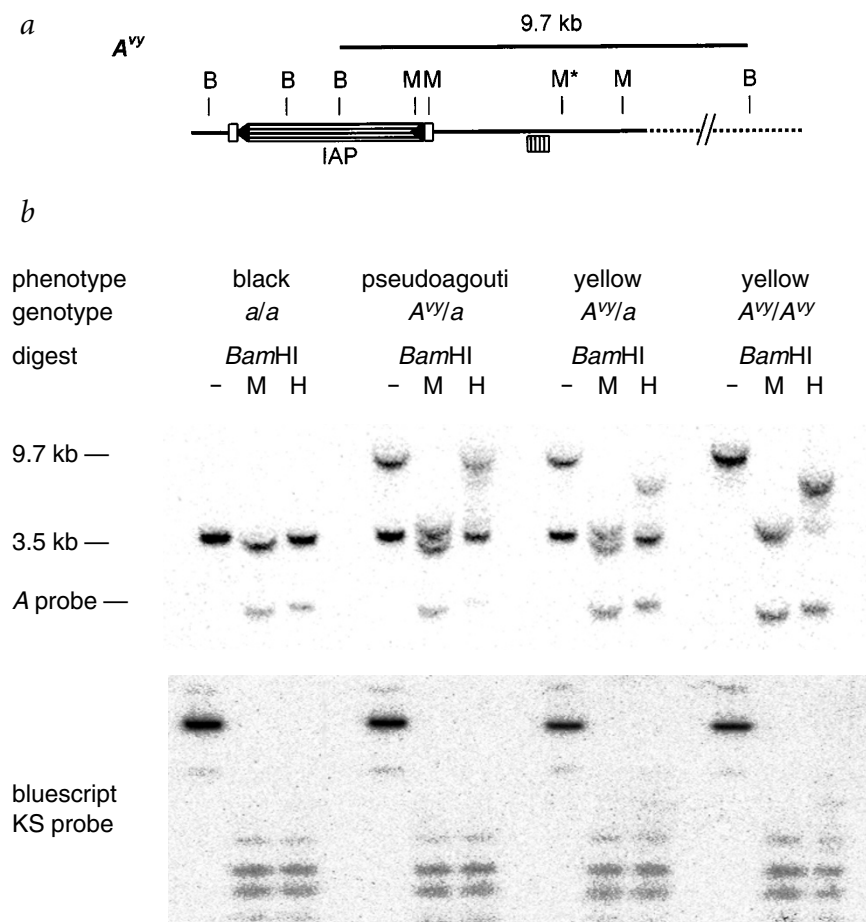 a
9.7 kb
A^vy
B B B M M M* M B
IAP
b
phenotype black pseudoagouti yellow yellow
genotype a/a A^vy/a A^vy/a A^vy/A^vy
digest BamHI BamHI BamHI BamHI
– M H – M H – M H – M H
9.7 kb —
3.5 kb —
A probe —
bluescript
KS probe